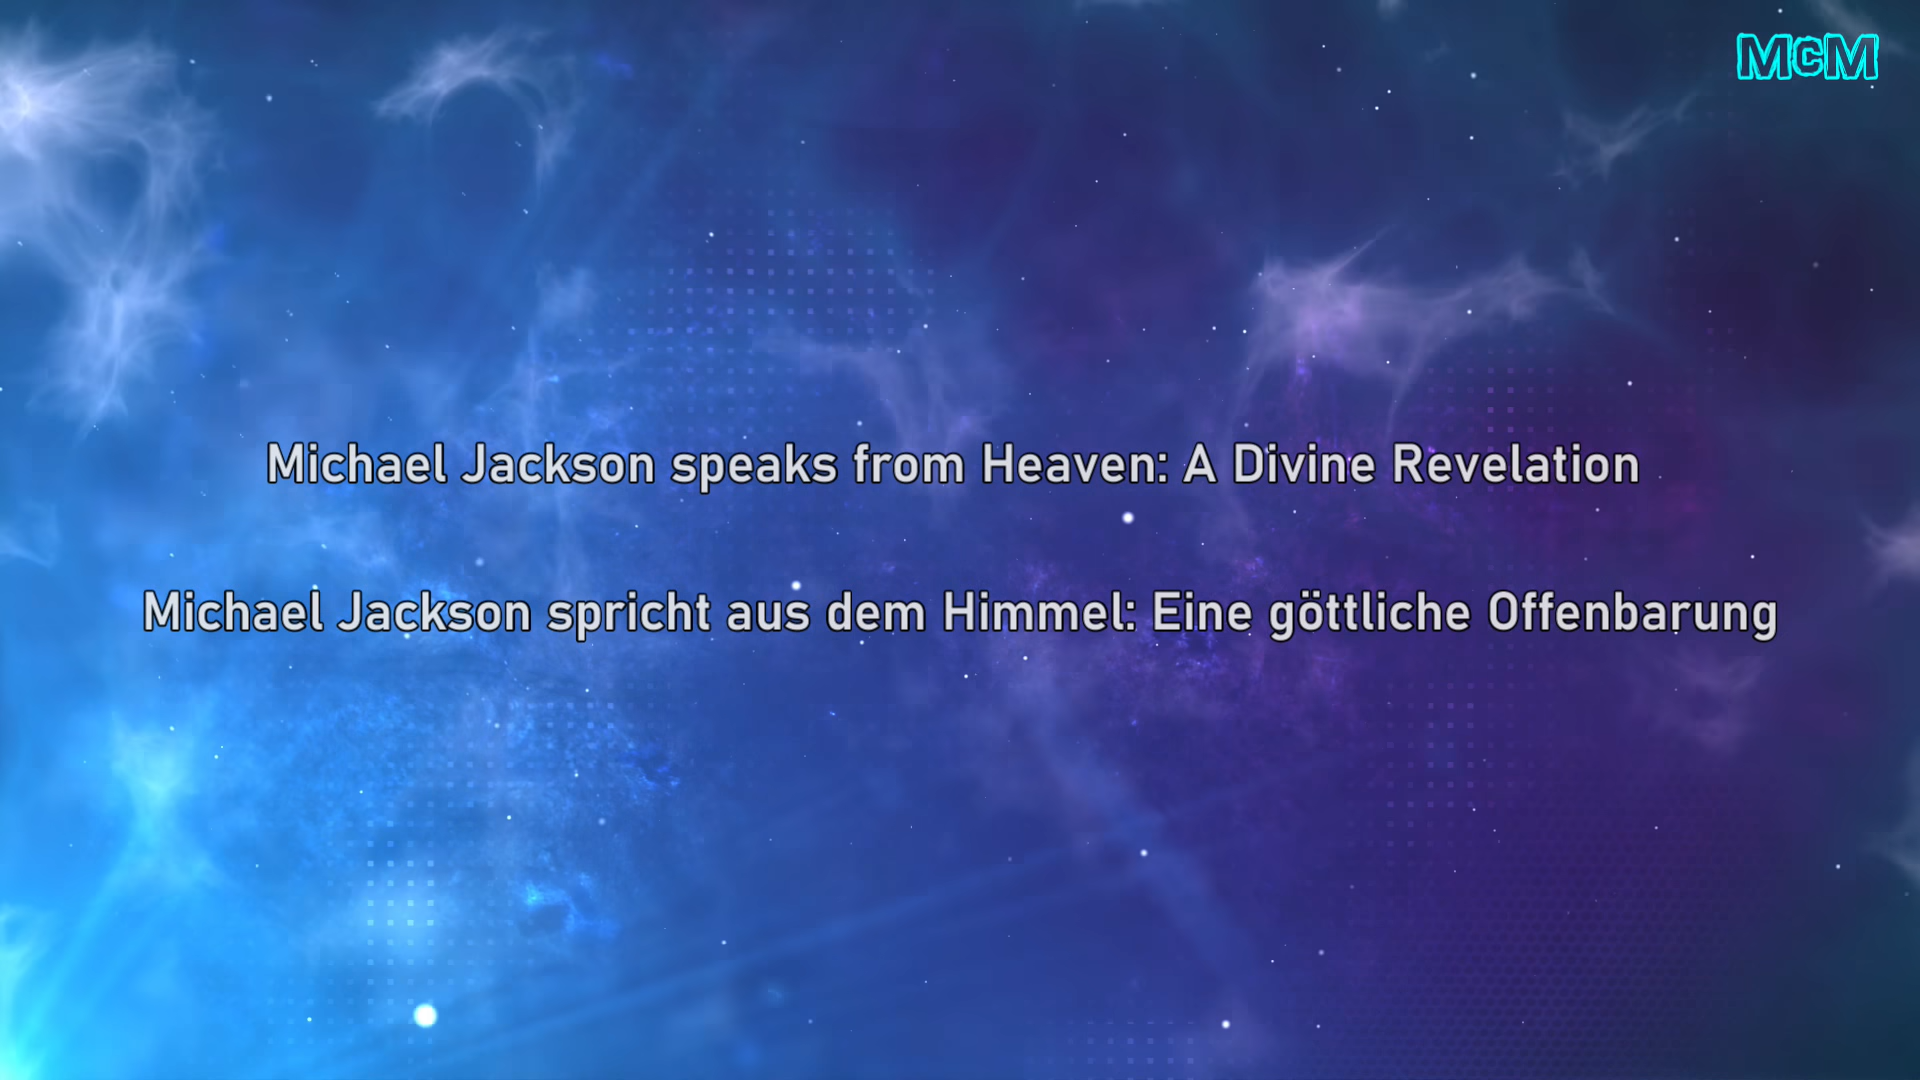 McM
Michael Jackson speaks from Heaven: A Divine Revelation
Michael Jackson spricht aus dem Himmel: Eine göttliche Offenbarung